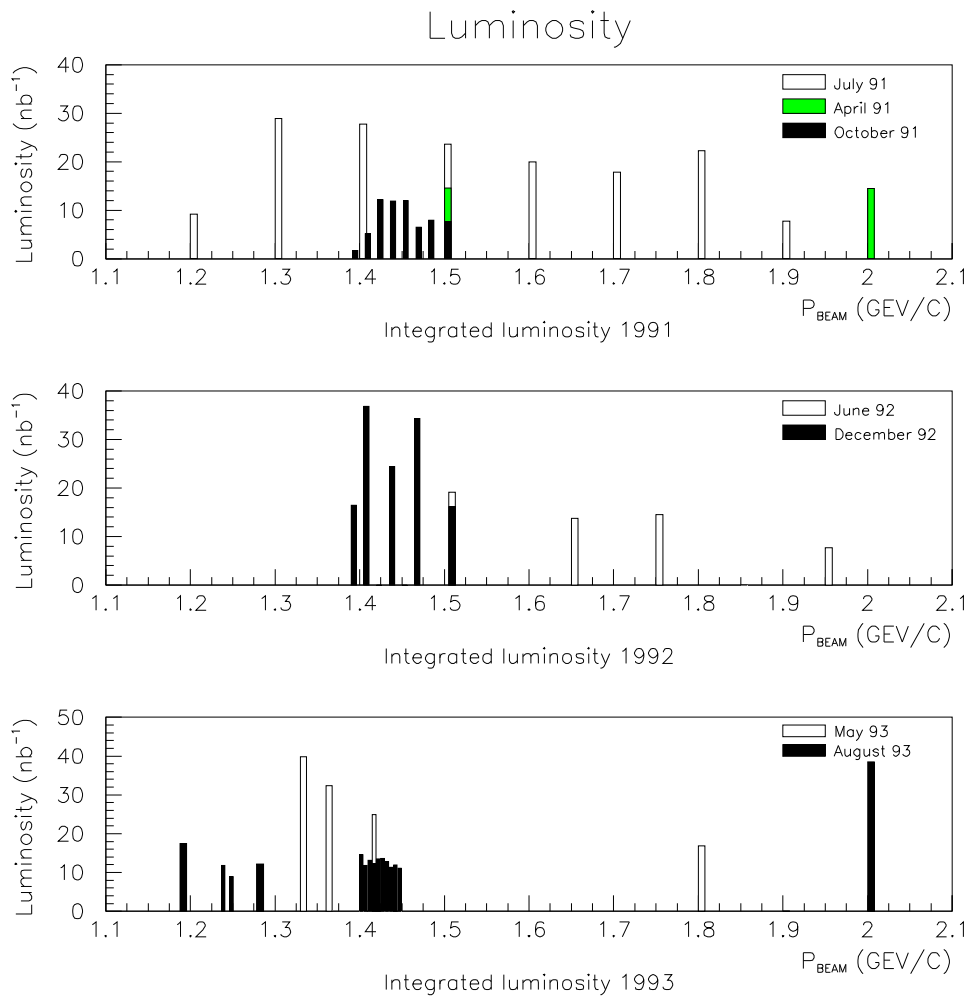 Luminosity
Luminosity (nb⁻¹)
40
30
20
10
0
July 91
April 91
October 91
1.1 1.2 1.3 1.4 1.5 1.6 1.7 1.8 1.9 2 2.1
P_BEAM (GEV/C)
Integrated luminosity 1991
Luminosity (nb⁻¹)
40
30
20
10
0
June 92
December 92
1.1 1.2 1.3 1.4 1.5 1.6 1.7 1.8 1.9 2 2.1
P_BEAM (GEV/C)
Integrated luminosity 1992
Luminosity (nb⁻¹)
50
40
30
20
10
0
May 93
August 93
1.1 1.2 1.3 1.4 1.5 1.6 1.7 1.8 1.9 2 2.1
P_BEAM (GEV/C)
Integrated luminosity 1993